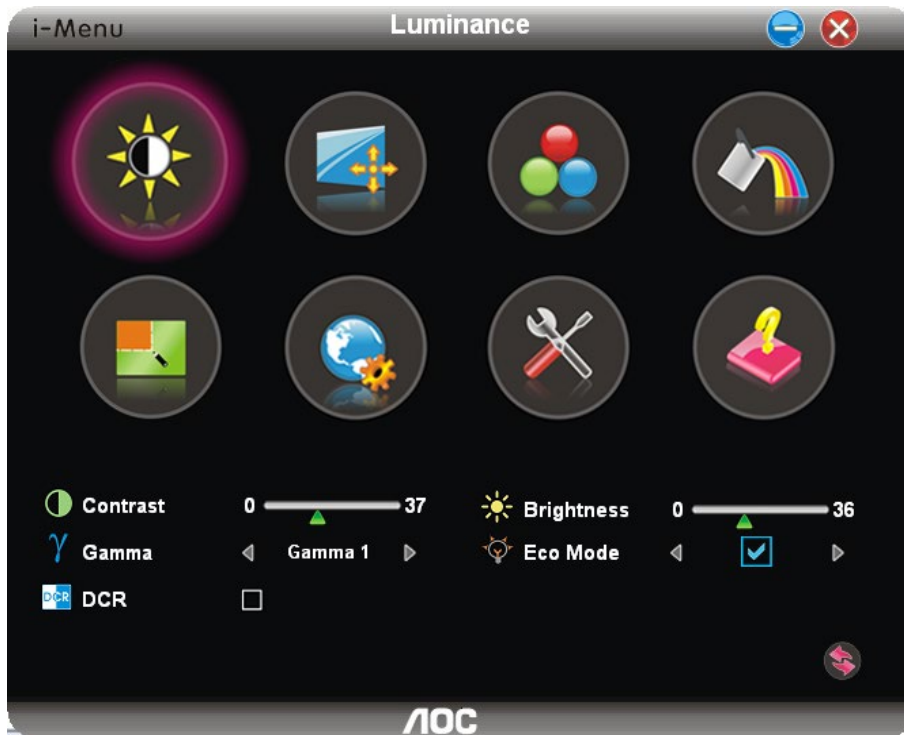 i-Menu
Luminance
Contrast 0 37
Brightness 0 36
γ Gamma Gamma 1
Eco Mode
DCR DCR
AOC